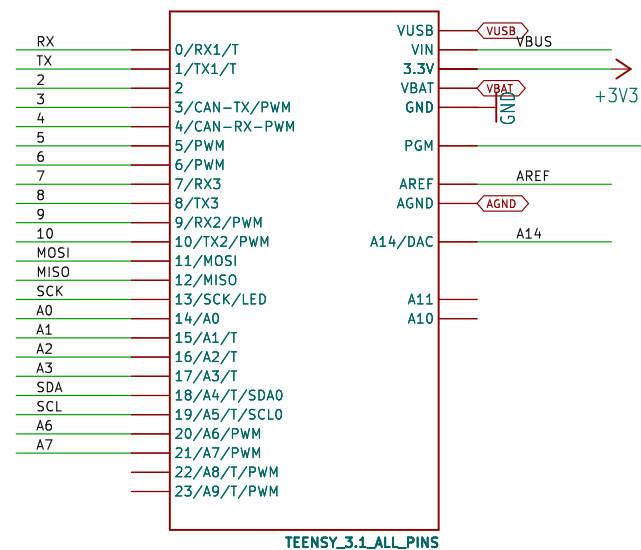 RX 0/RX1/T
TX 1/TX1/T
2 2
3 3/CAN-TX/PWM
4 4/CAN-RX-PWM
5 5/PWM
6 6/PWM
7 7/RX3
8 8/TX3
9 9/RX2/PWM
10 10/TX2/PWM
MOSI 11/MOSI
MISO 12/MISO
SCK 13/SCK/LED
A0 14/A0
A1 15/A1/T
A2 16/A2/T
A3 17/A3/T
SDA 18/A4/T/SDA0
SCL 19/A5/T/SCL0
A6 20/A6/PWM
A7 21/A7/PWM
22/A8/T/PWM
23/A9/T/PWM
VUSB VUSB
VIN VBUS
3.3V +3V3
VBAT VBAT
GND GND
PGM
AREF AREF
AGND AGND
A14/DAC A14
A11
A10
TEENSY_3.1_ALL_PINS